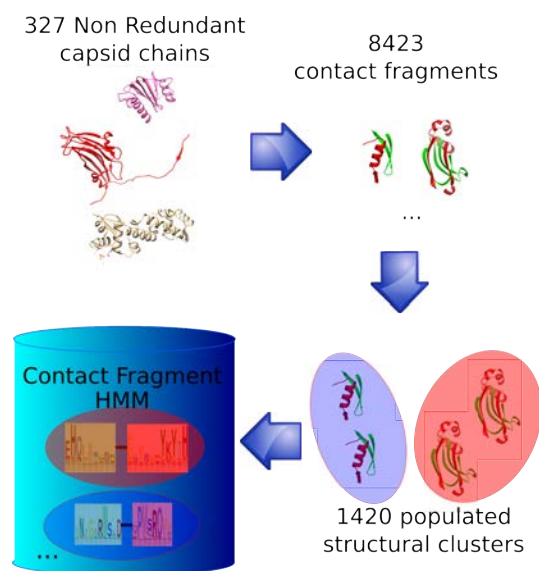 327 Non Redundant
capsid chains
8423
contact fragments
...
Contact Fragment
HMM
...
1420 populated
structural clusters